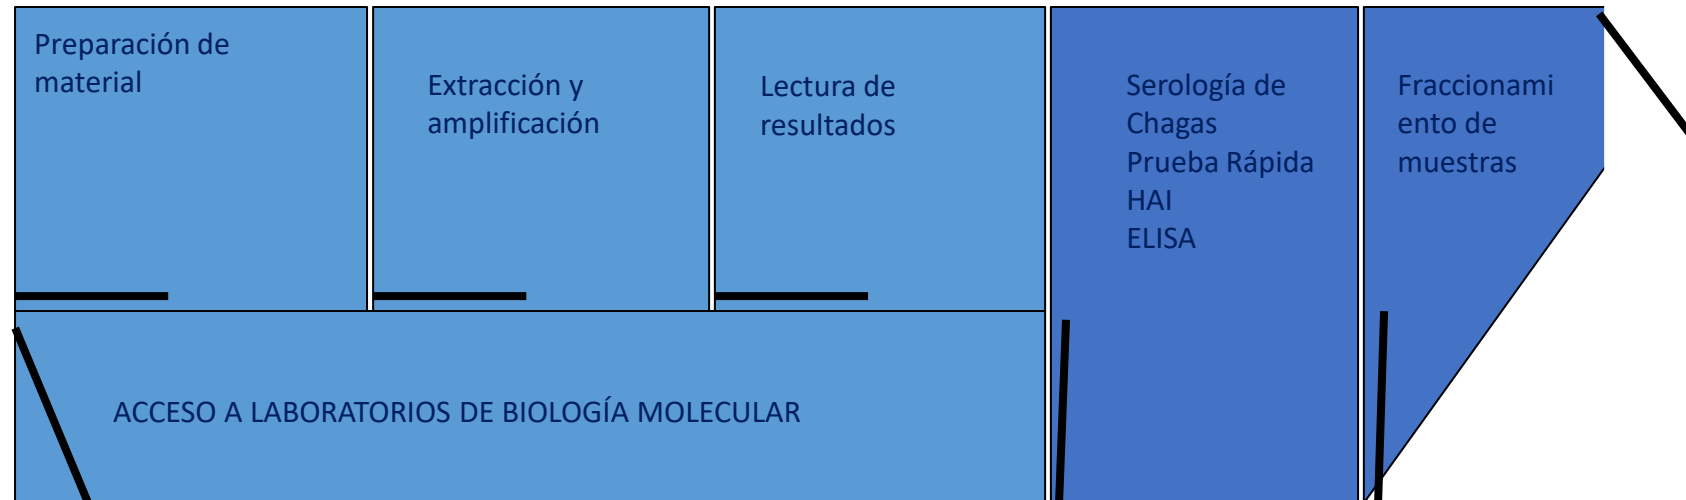 Preparación de
material
Extracción y
amplificación
Lectura de
resultados
Serología de
Chagas
Prueba Rápida
HAI
ELISA
Fraccionami
ento de
muestras
ACCESO A LABORATORIOS DE BIOLOGÍA MOLECULAR